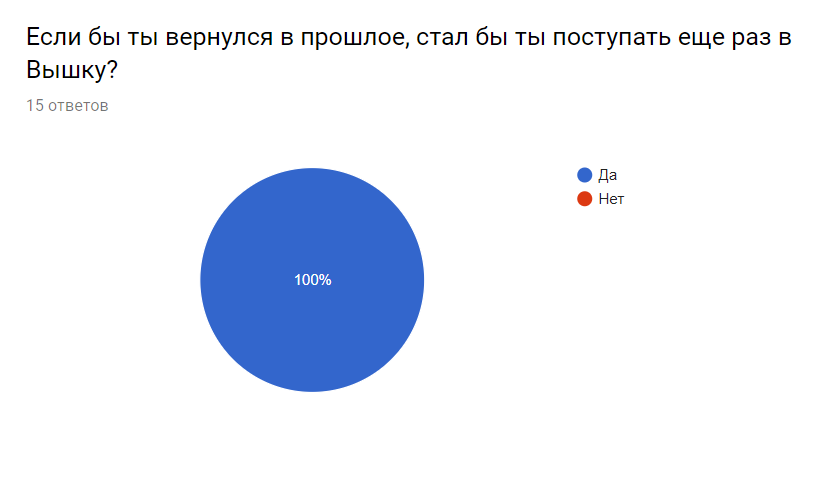 Если бы ты вернулся в прошлое, стал бы ты поступать еще раз в
Вышку?
15 ответов
Да
Нет
100%